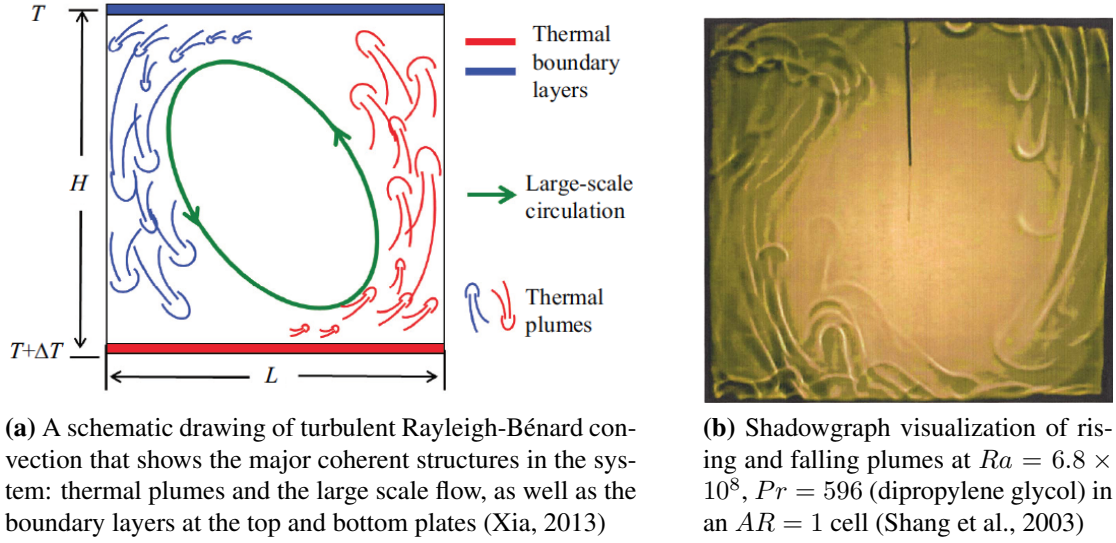 T
H
T+ΔT
L
Thermal
boundary
layers
Large-scale
circulation
Thermal
plumes
(a) A schematic drawing of turbulent Rayleigh-Bénard con-
vection that shows the major coherent structures in the sys-
tem: thermal plumes and the large scale flow, as well as the
boundary layers at the top and bottom plates (Xia, 2013)
(b) Shadowgraph visualization of ris-
ing and falling plumes at Ra = 6.8 ×
10⁸, Pr = 596 (dipropylene glycol) in
an AR = 1 cell (Shang et al., 2003)